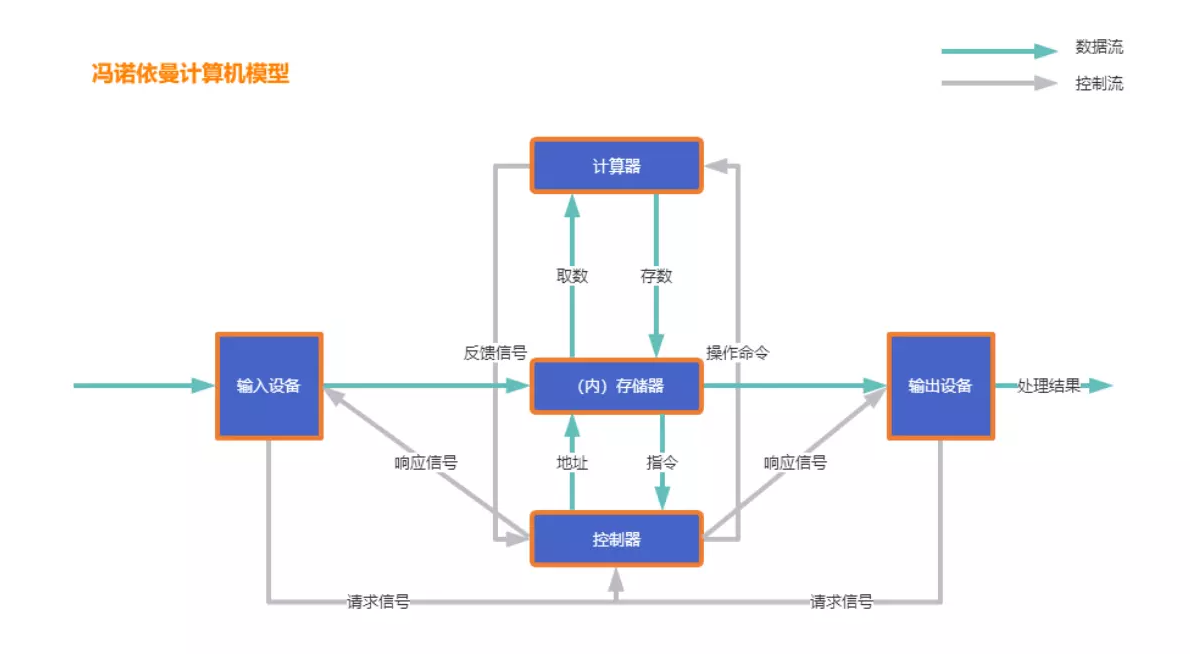 数据流
冯诺依曼计算机模型
控制流
计算器
取数
存数
反馈信号
操作命令
输入设备
（内）存储器
输出设备
处理结果
响应信号
地址
指令
响应信号
控制器
请求信号
请求信号